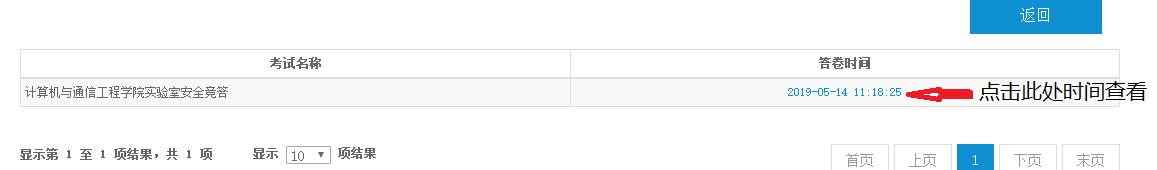 返回
考试名称 答卷时间
计算机与通信工程学院实验室安全竞答 2019-05-14 11:18:25 点击此处时间查看
显示第 1 至 1 项结果，共 1 项 显示 10 项结果 首页 上页 1 下页 末页